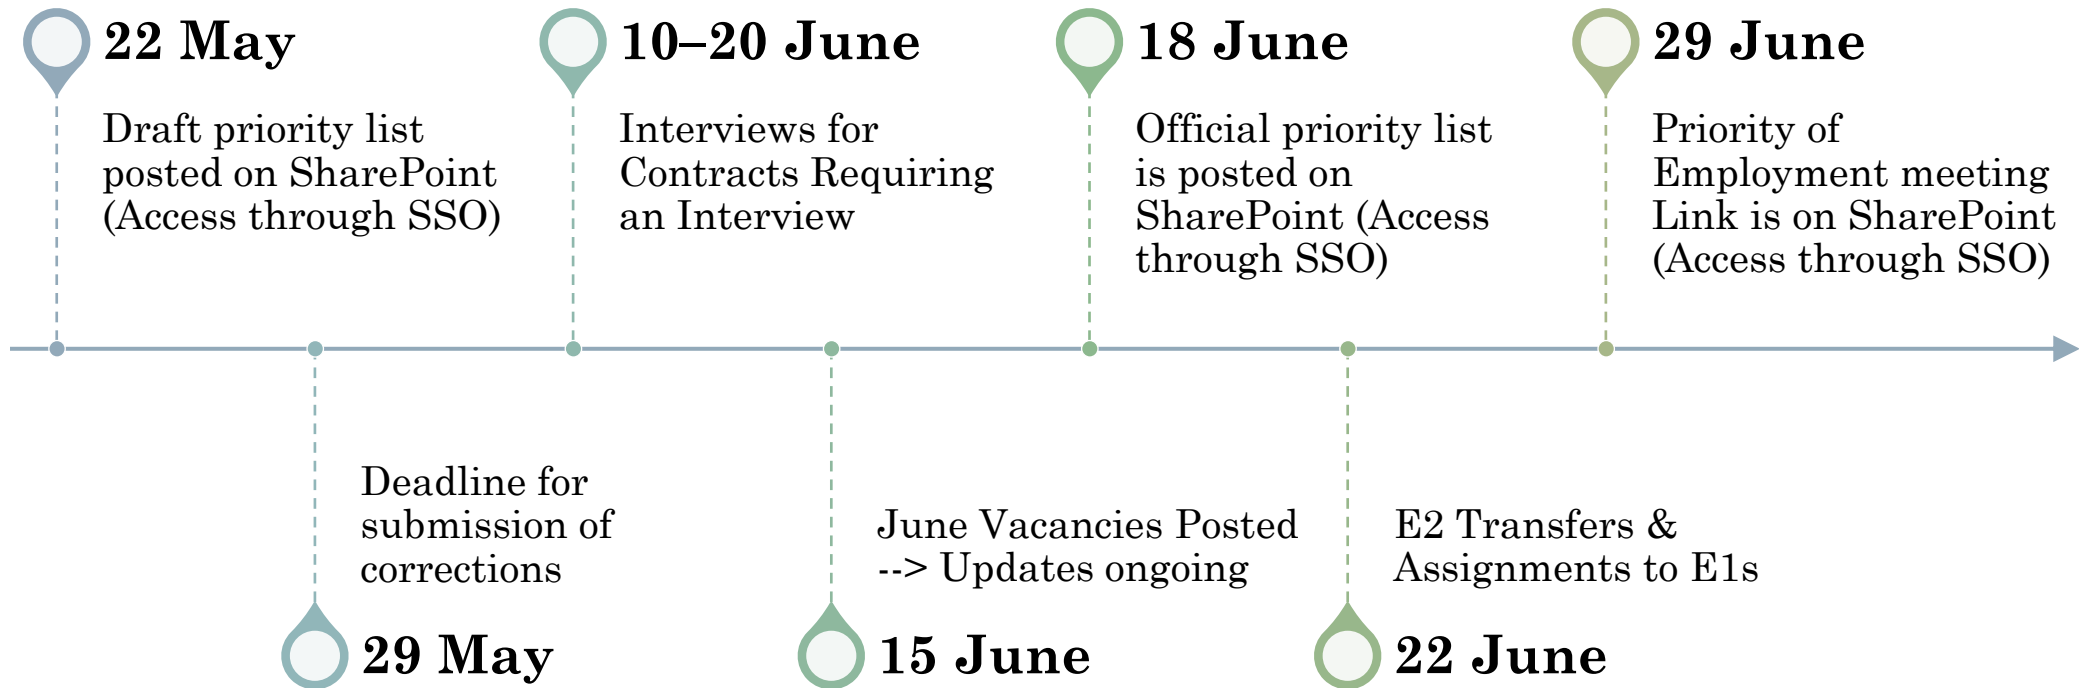 22 May
Draft priority list
posted on SharePoint
(Access through SSO)
10–20 June
Interviews for
Contracts Requiring
an Interview
18 June
Official priority list
is posted on
SharePoint (Access
through SSO)
29 June
Priority of
Employment meeting
Link is on SharePoint
(Access through SSO)
Deadline for
submission of
corrections
29 May
June Vacancies Posted
--> Updates ongoing
15 June
E2 Transfers &
Assignments to E1s
22 June